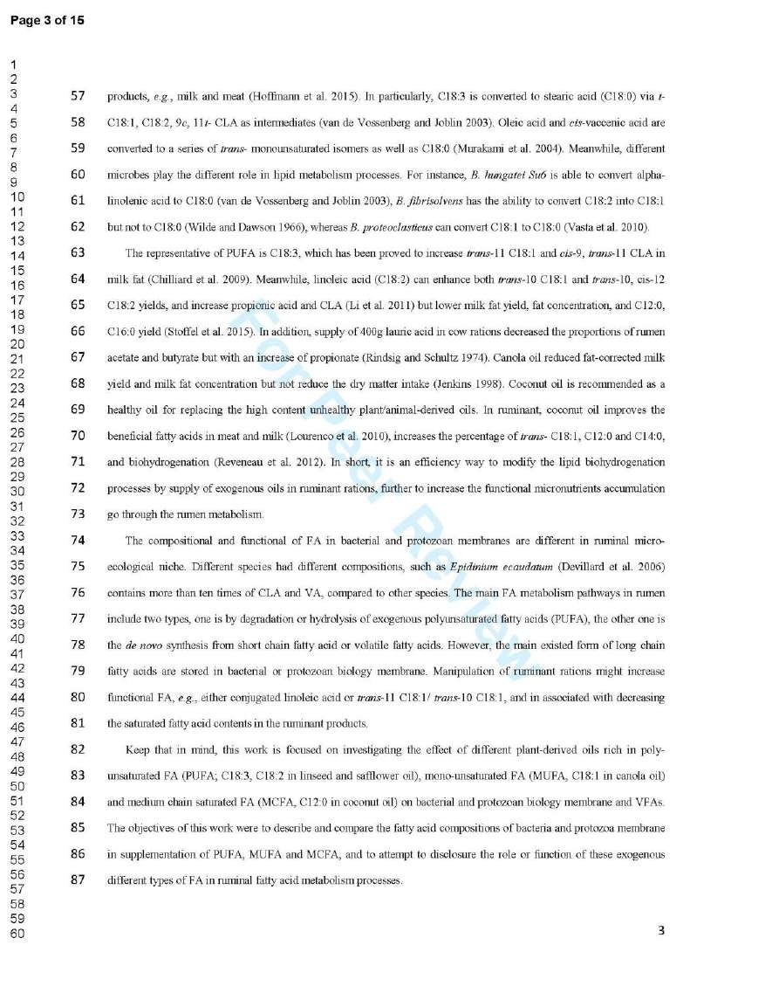 Page 3 of 15
1
2
3
4
5
6
7
8
9
10
11
12
13
14
15
16
17
18
19
20
21
22
23
24
25
26
27
28
29
30
31
32
33
34
35
36
37
38
39
40
41
42
43
44
45
46
47
48
49
50
51
52
53
54
55
56
57
58
59
60
57 products, e.g., milk and meat (Hoffmann et al. 2015). In particularly, C18:3 is converted to stearic acid (C18:0) via t-
58 C18:1, C18:2, 9c, 11t- CLA as intermediates (van de Vossenberg and Joblin 2003). Oleic acid and cis-vaccenic acid are
59 converted to a series of trans- monounsaturated isomers as well as C18:0 (Murakami et al. 2004). Meanwhile, different
60 microbes play the different role in lipid metabolism processes. For instance, B. hungatei Su6 is able to convert alpha-
61 linolenic acid to C18:0 (van de Vossenberg and Joblin 2003), B. fibrisolvens has the ability to convert C18:2 into C18:1
62 but not to C18:0 (Wilde and Dawson 1966), whereas B. proteoclasticus can convert C18:1 to C18:0 (Vasta et al. 2010).
63 The representative of PUFA is C18:3, which has been proved to increase trans-11 C18:1 and cis-9, trans-11 CLA in
64 milk fat (Chilliard et al. 2009). Meanwhile, linoleic acid (C18:2) can enhance both trans-10 C18:1 and trans-10, cis-12
65 C18:2 yields, and increase propionic acid and CLA (Li et al. 2011) but lower milk fat yield, fat concentration, and C12:0,
66 C16:0 yield (Stoffel et al. 2015). In addition, supply of 400g lauric acid in cow rations decreased the proportions of rumen
67 acetate and butyrate but with an increase of propionate (Rindsig and Schultz 1974). Canola oil reduced fat-corrected milk
68 yield and milk fat concentration but not reduce the dry matter intake (Jenkins 1998). Coconut oil is recommended as a
69 healthy oil for replacing the high content unhealthy plant/animal-derived oils. In ruminant, coconut oil improves the
70 beneficial fatty acids in meat and milk (Lourenco et al. 2010), increases the percentage of trans- C18:1, C12:0 and C14:0,
71 and biohydrogenation (Reveneau et al. 2012). In short, it is an efficiency way to modify the lipid biohydrogenation
72 processes by supply of exogenous oils in ruminant rations, further to increase the functional micronutrients accumulation
73 go through the rumen metabolism.
74 The compositional and functional of FA in bacterial and protozoan membranes are different in ruminal micro-
75 ecological niche. Different species had different compositions, such as Epidinium ecaudatum (Devillard et al. 2006)
76 contains more than ten times of CLA and VA, compared to other species. The main FA metabolism pathways in rumen
77 include two types, one is by degradation or hydrolysis of exogenous polyunsaturated fatty acids (PUFA), the other one is
78 the de novo synthesis from short chain fatty acid or volatile fatty acids. However, the main existed form of long chain
79 fatty acids are stored in bacterial or protozoan biology membrane. Manipulation of ruminant rations might increase
80 functional FA, e.g., either conjugated linoleic acid or trans-11 C18:1/ trans-10 C18:1, and in associated with decreasing
81 the saturated fatty acid contents in the ruminant products.
82 Keep that in mind, this work is focused on investigating the effect of different plant-derived oils rich in poly-
83 unsaturated FA (PUFA; C18:3, C18:2 in linseed and safflower oil), mono-unsaturated FA (MUFA, C18:1 in canola oil)
84 and medium chain saturated FA (MCFA, C12:0 in coconut oil) on bacterial and protozoan biology membrane and VFAs.
85 The objectives of this work were to describe and compare the fatty acid compositions of bacteria and protozoa membrane
86 in supplementation of PUFA, MUFA and MCFA, and to attempt to disclosure the role or function of these exogenous
87 different types of FA in ruminal fatty acid metabolism processes.
For Peer Review
3